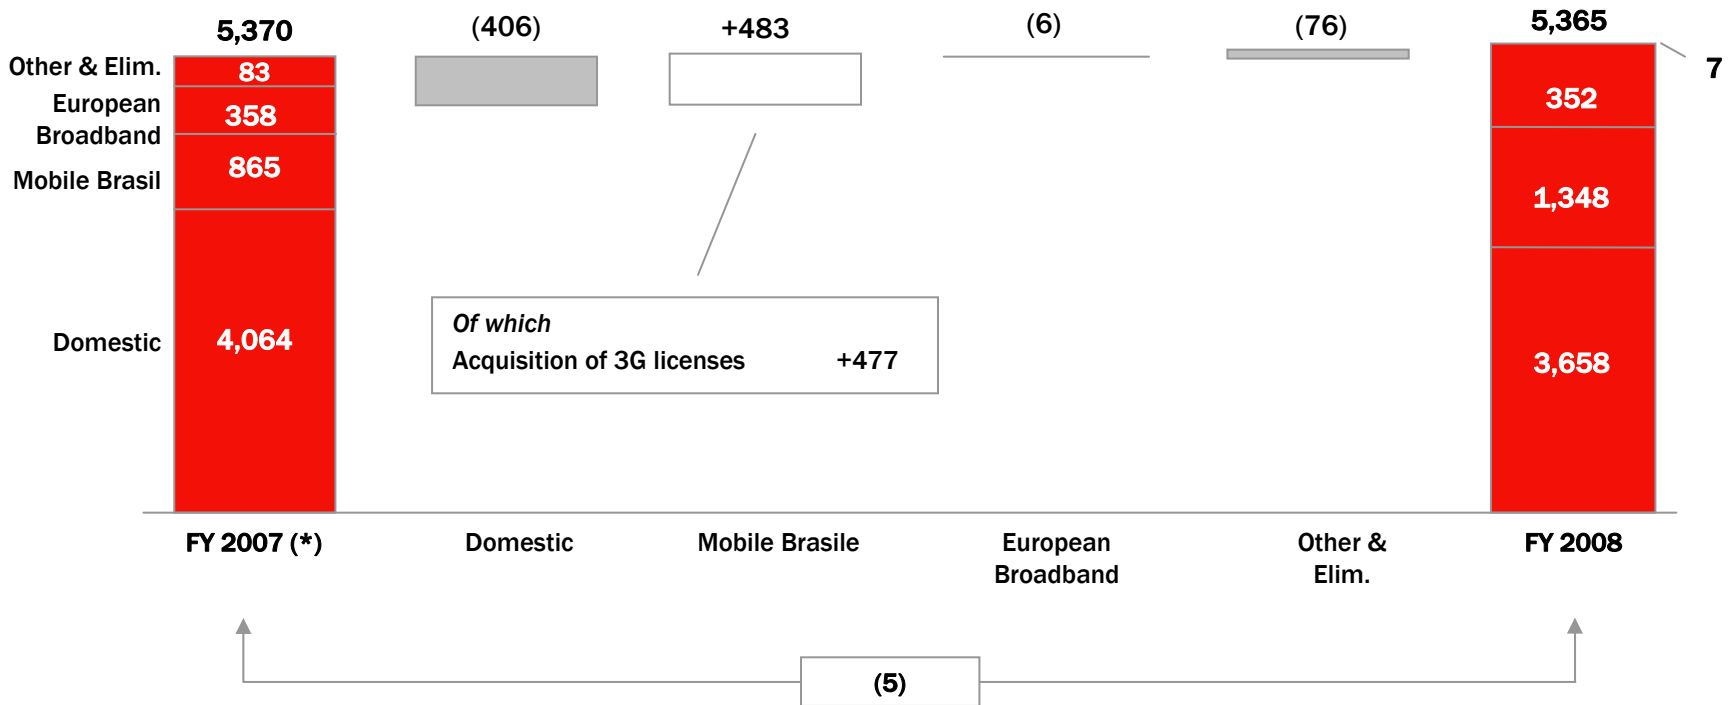 5,370
(406)
+483
(6)
(76)
5,365
Other & Elim.
83
7
European
Broadband
358
352
Mobile Brasil
865
1,348
Of which
Acquisition of 3G licenses +477
Domestic
4,064
3,658
FY 2007 (*)
Domestic
Mobile Brasile
European
Broadband
Other &
Elim.
FY 2008
(5)